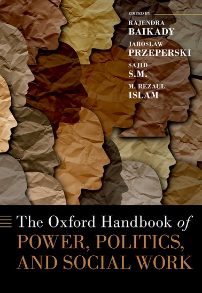 EDITED BY
RAJENDRA
BAIKADY
JAROSŁAW
PRZEPERSKI
SAJID
S.M.
M. REZAUL
ISLAM
The Oxford Handbook of
POWER, POLITICS,
AND SOCIAL WORK